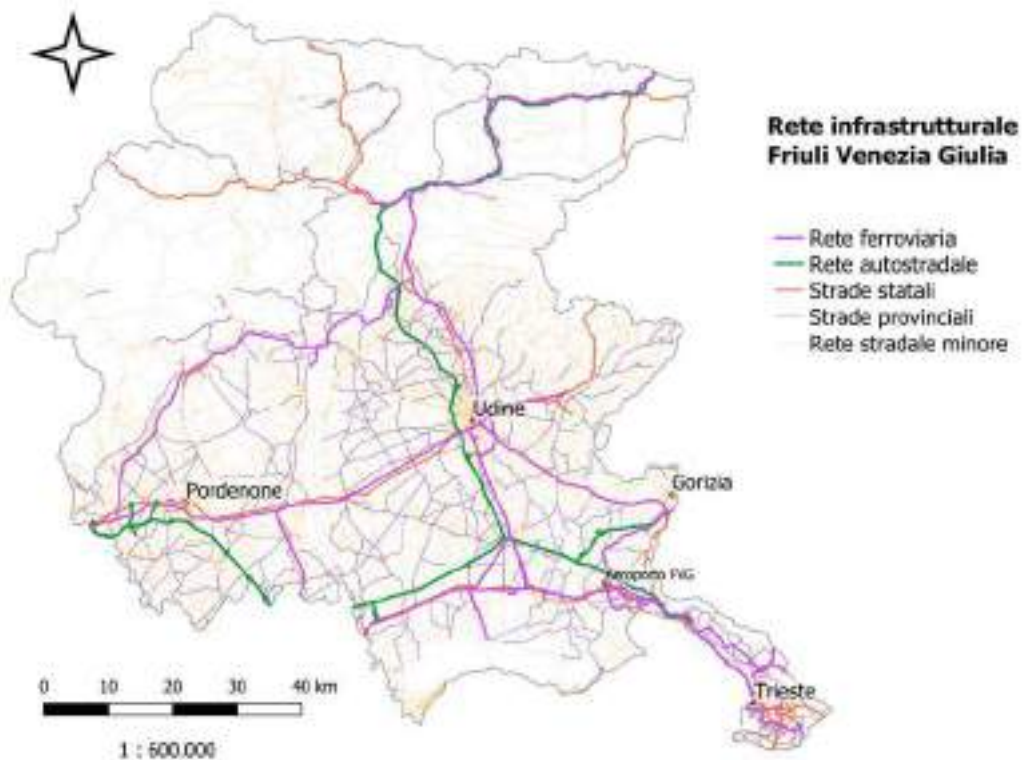 Rete infrastrutturale
Friuli Venezia Giulia
Rete ferroviaria
Rete autostradale
Strade statali
Strade provinciali
Rete stradale minore
Udine
Pordenone
Gorizia
Aeroporto FVG
Trieste
0 10 20 30 40 km
1 : 600.000